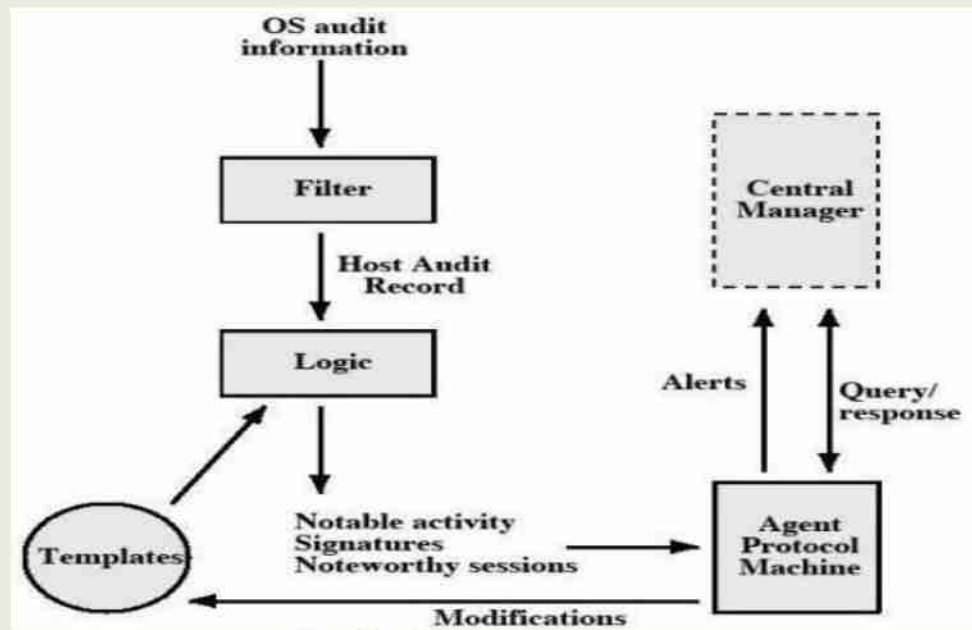 OS audit
information
Filter
Central
Manager
Host Audit
Record
Logic
Alerts
Query/
response
Notable activity
Signatures
Noteworthy sessions
Agent
Protocol
Machine
Templates
Modifications